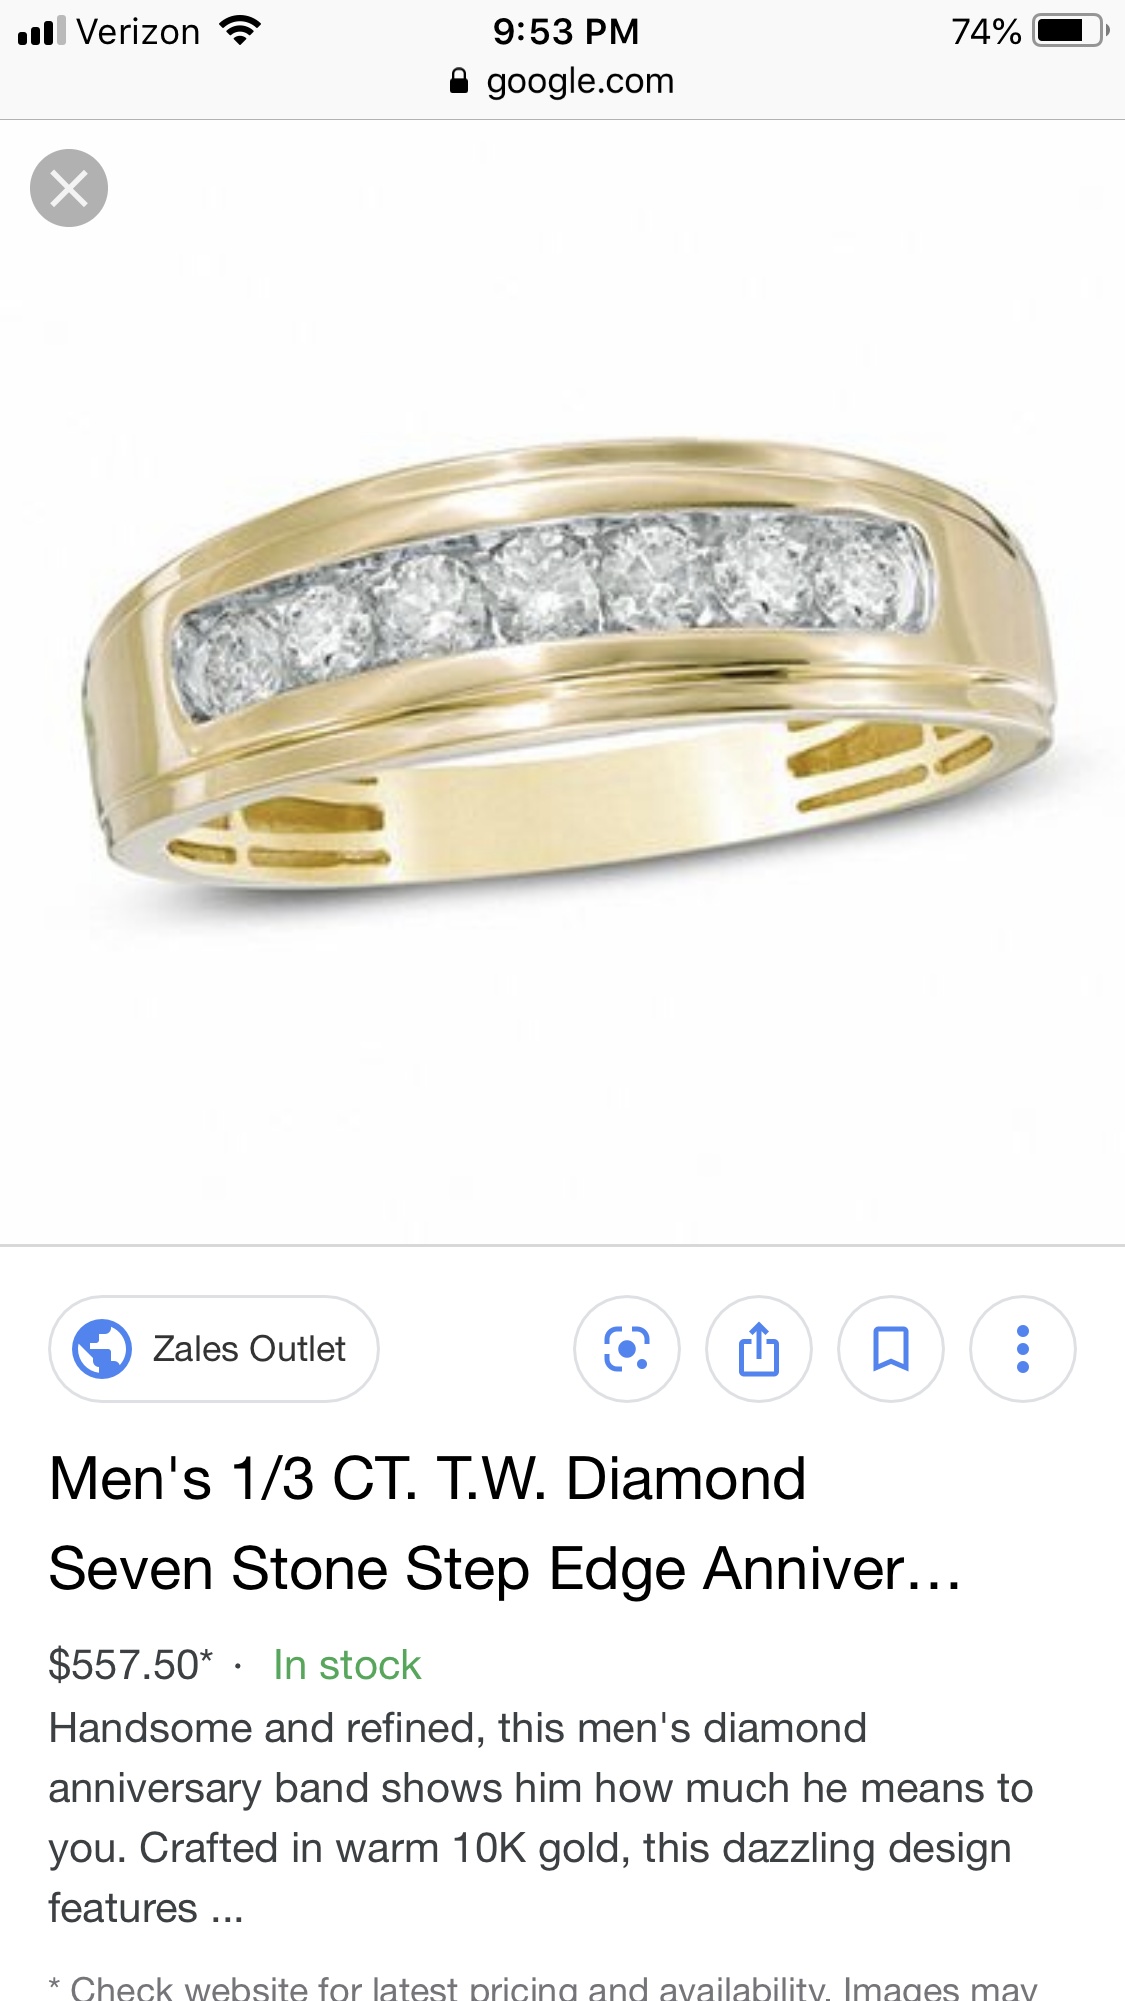 Verizon 9:53 PM 74%
google.com
Zales Outlet
Men's 1/3 CT. T.W. Diamond
Seven Stone Step Edge Anniver...
$557.50* · In stock
Handsome and refined, this men's diamond
anniversary band shows him how much he means to
you. Crafted in warm 10K gold, this dazzling design
features ...
* Check website for latest pricing and availability. Images may